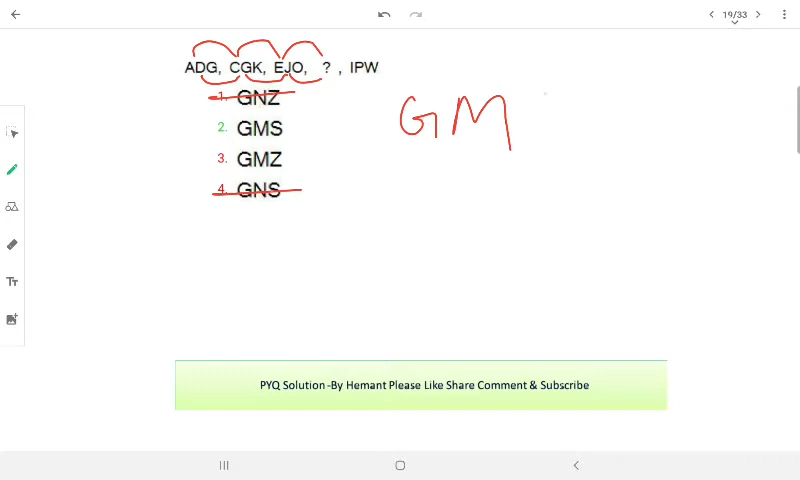 19/33
ADG, CGK, EJO, ? , IPW
1. GNZ
2. GMS
3. GMZ
4. GNS
GM
Tt
PYQ Solution -By Hemant Please Like Share Comment & Subscribe